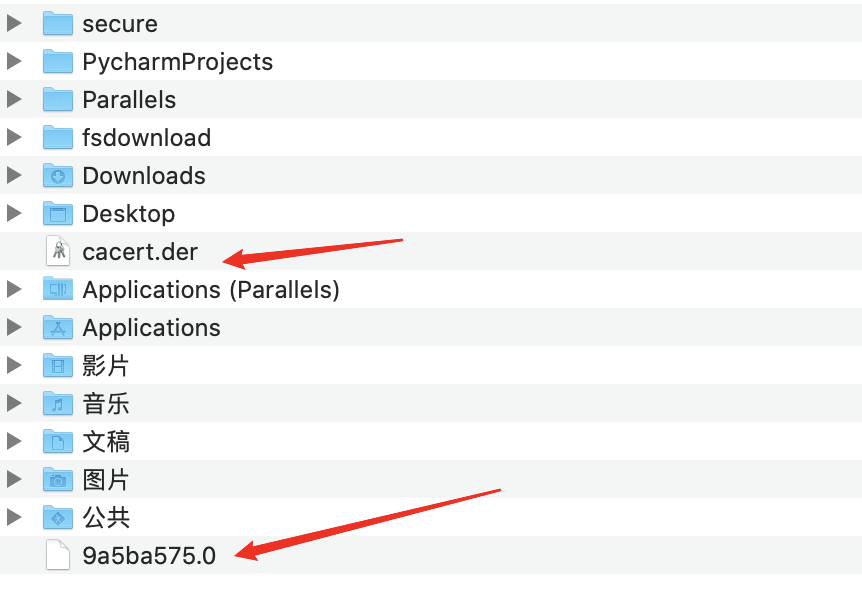 secure
PycharmProjects
Parallels
fsdownload
Downloads
Desktop
cacert.der
Applications (Parallels)
Applications
影片
音乐
文稿
图片
公共
9a5ba575.0